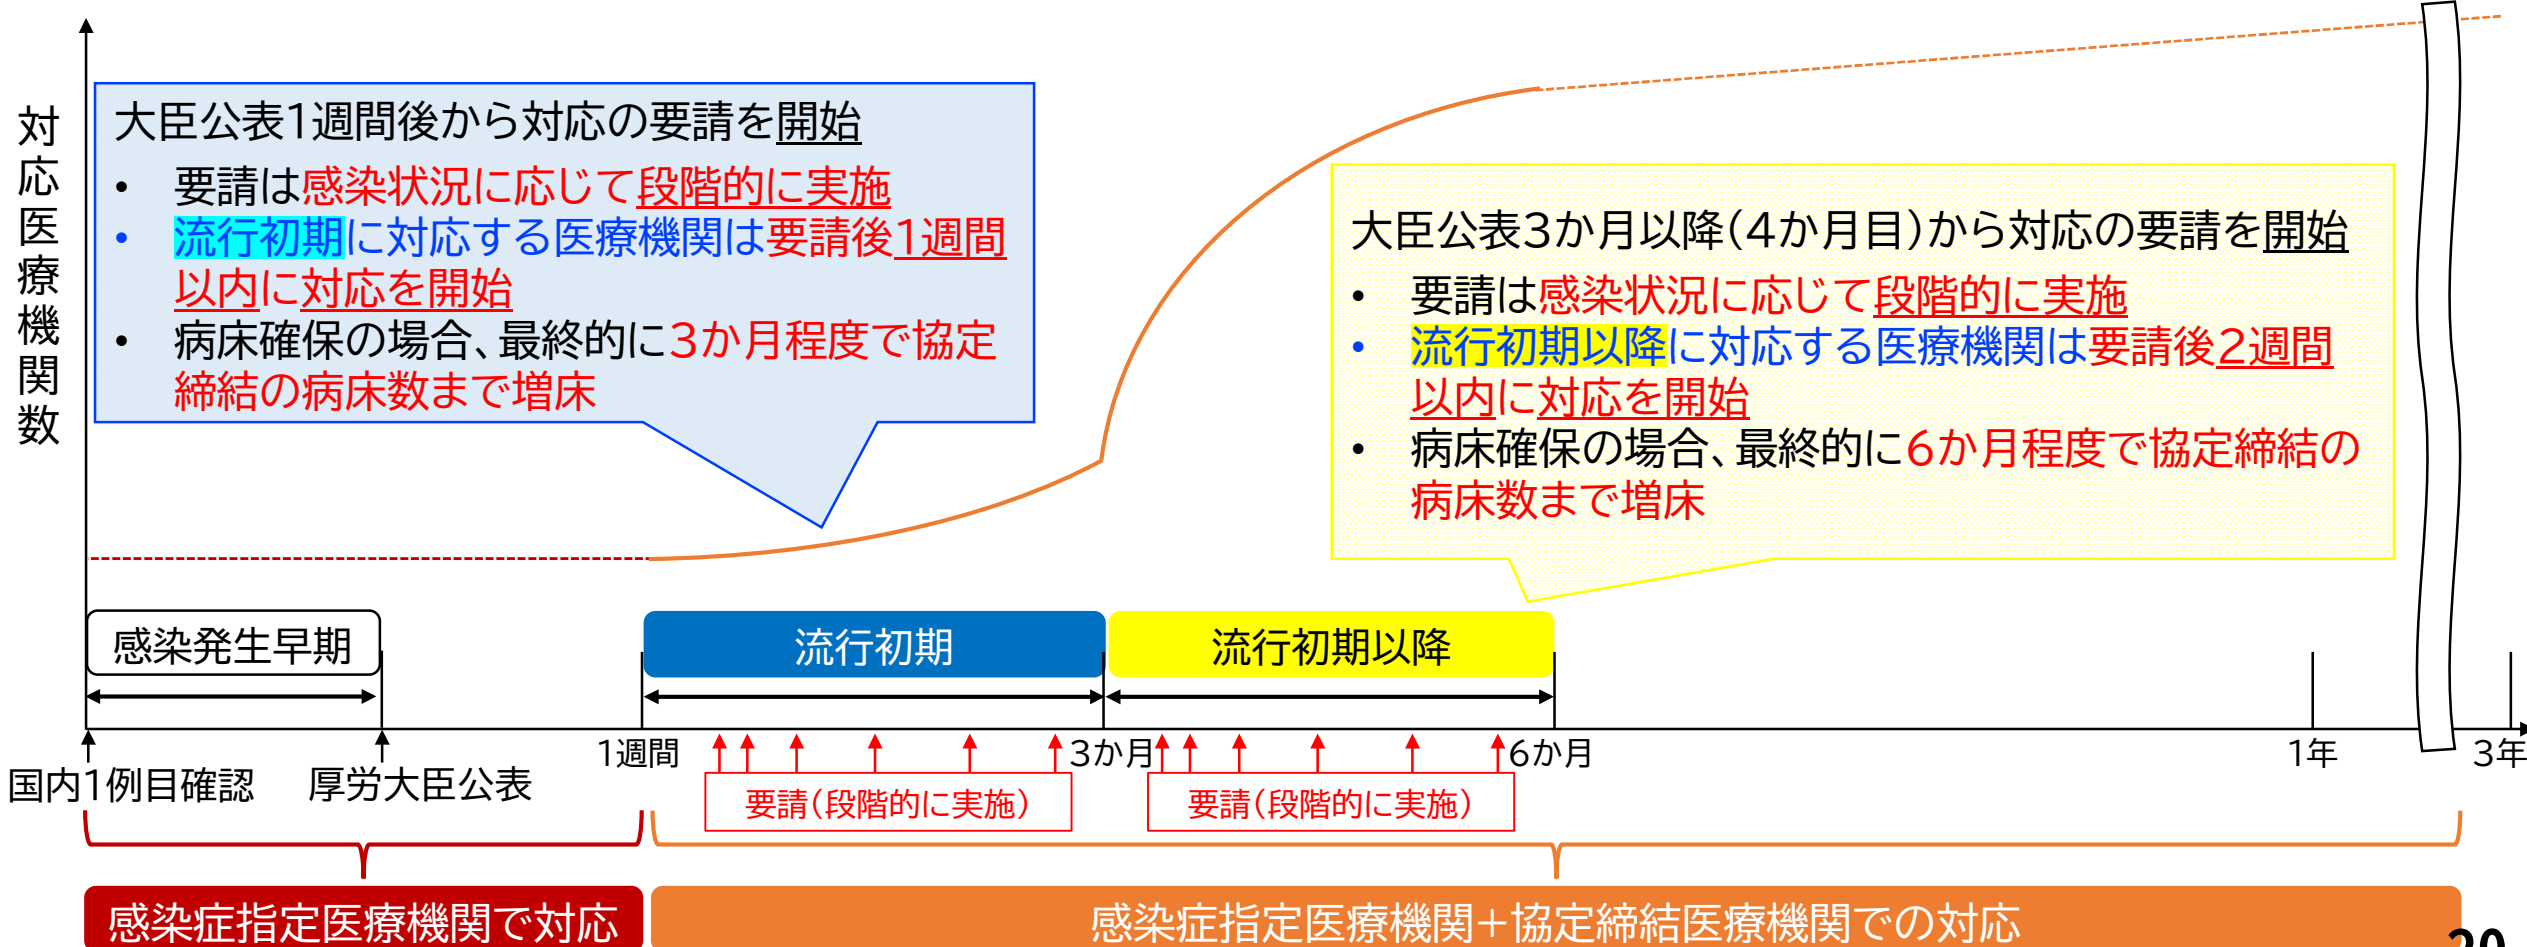 対応医療機関数
大臣公表1週間後から対応の要請を開始
• 要請は感染状況に応じて段階的に実施
• 流行初期に対応する医療機関は要請後1週間
以内に対応を開始
• 病床確保の場合、最終的に3か月程度で協定
締結の病床数まで増床
大臣公表3か月以降(4か月目)から対応の要請を開始
• 要請は感染状況に応じて段階的に実施
• 流行初期以降に対応する医療機関は要請後2週間
以内に対応を開始
• 病床確保の場合、最終的に6か月程度で協定締結の
病床数まで増床
感染発生早期
流行初期
流行初期以降
1週間
3か月
6か月
1年
3年
国内1例目確認
厚労大臣公表
要請(段階的に実施)
要請(段階的に実施)
感染症指定医療機関で対応
感染症指定医療機関+協定締結医療機関での対応